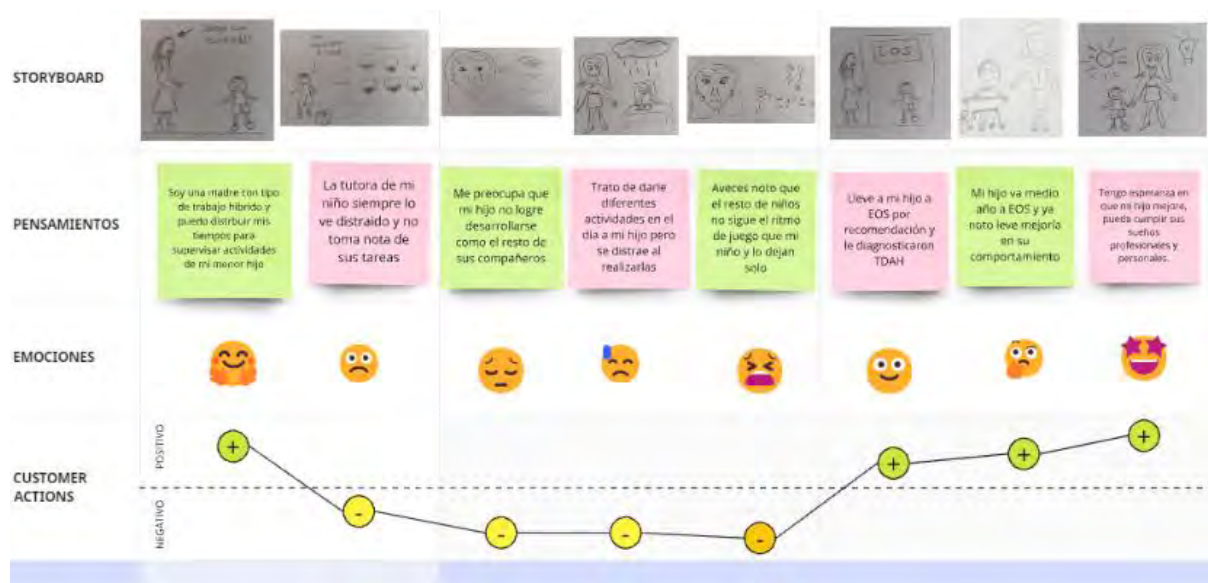 STORYBOARD
EOS
PENSAMIENTOS
Soy una madre con tipo
de trabajo híbrido y
puedo distribuir mis
tiempos para
supervisar actividades
de mi menor hijo
La tutora de mi
niño siempre lo
ve distraido y no
toma nota de
sus tareas
Me preocupa que
mi hijo no logre
desarrollarse
como el resto de
sus compañeros
Trato de darle
diferentes
actividades en el
día a mi hijo pero
se distrae al
realizarlas
Aveces noto que
el resto de niños
no sigue el ritmo
de juego que mi
niño y lo dejan
solo
Lleve a mi hijo a
EOS por
recomendación y
le diagnosticaron
TDAH
Mi hijo va medio
año a EOS y ya
noto leve mejoría
en su
comportamiento
Tengo esperanza en
que mi hijo mejore,
pueda cumplir sus
sueños
profesionales y
personales.
EMOCIONES
CUSTOMER
ACTIONS
POSITIVO
NEGATIVO
+
-
-
-
-
+
+
+